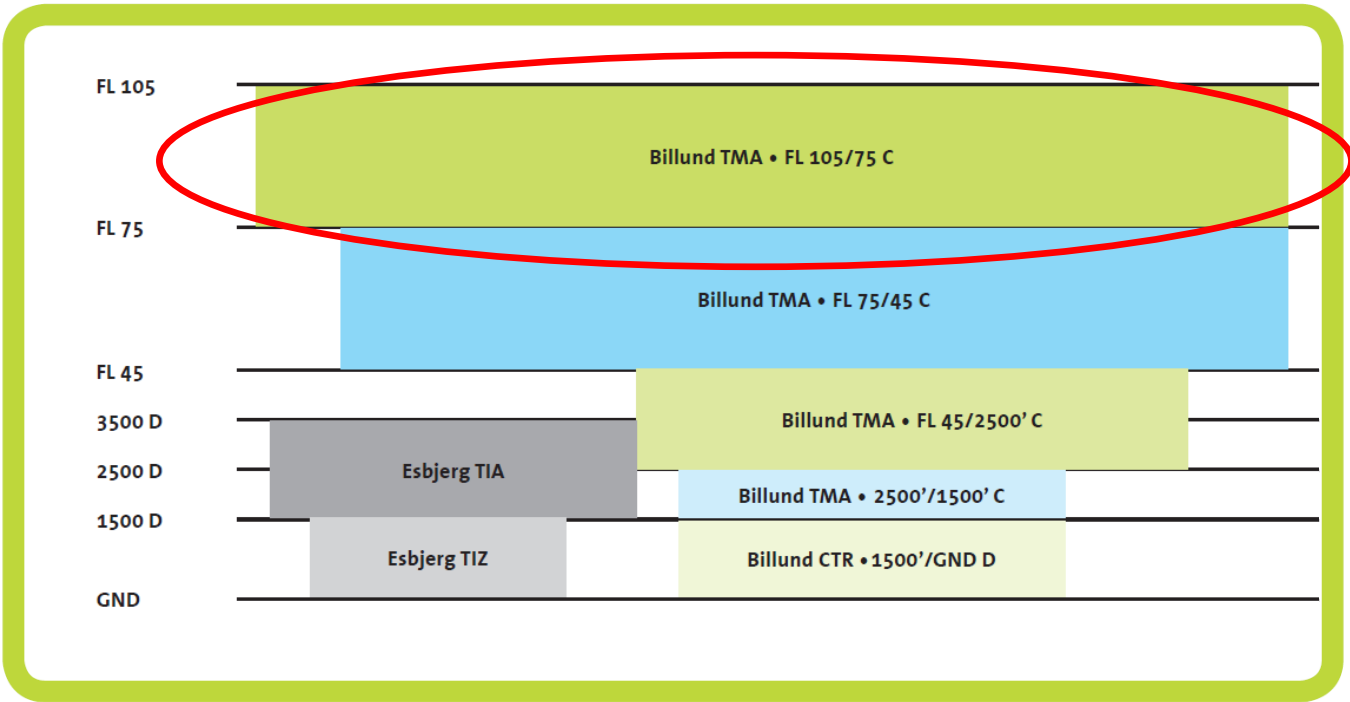 FL 105
Billund TMA • FL 105/75 C
FL 75
Billund TMA • FL 75/45 C
FL 45
3500 D
Billund TMA • FL 45/2500’ C
2500 D
Esbjerg TIA
Billund TMA • 2500’/1500’ C
1500 D
Esbjerg TIZ
Billund CTR •1500’/GND D
GND